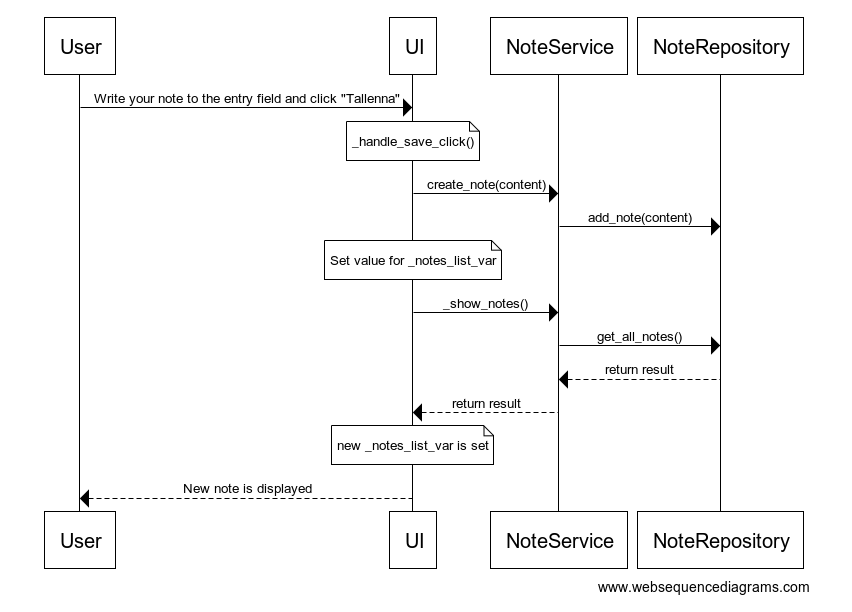 User
UI
NoteService
NoteRepository
Write your note to the entry field and click "Tallenna"
_handle_save_click()
create_note(content)
add_note(content)
Set value for _notes_list_var
_show_notes()
get_all_notes()
return result
return result
new _notes_list_var is set
New note is displayed
User
UI
NoteService
NoteRepository
www.websequencediagrams.com